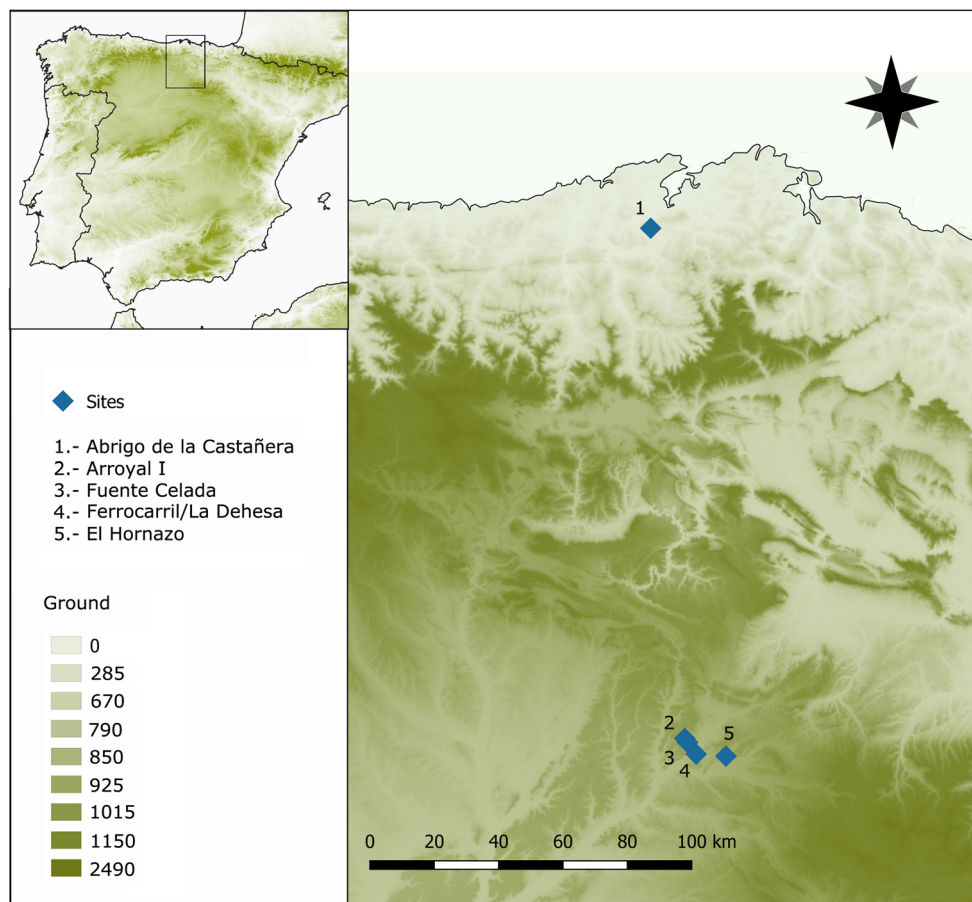 Sites
1.- Abrigo de la Castañera
2.- Arroyal I
3.- Fuente Celada
4.- Ferrocarril/La Dehesa
5.- El Hornazo
Ground
0
285
670
790
850
925
1015
1150
2490
1
2
3
4
5
0 20 40 60 80 100 km